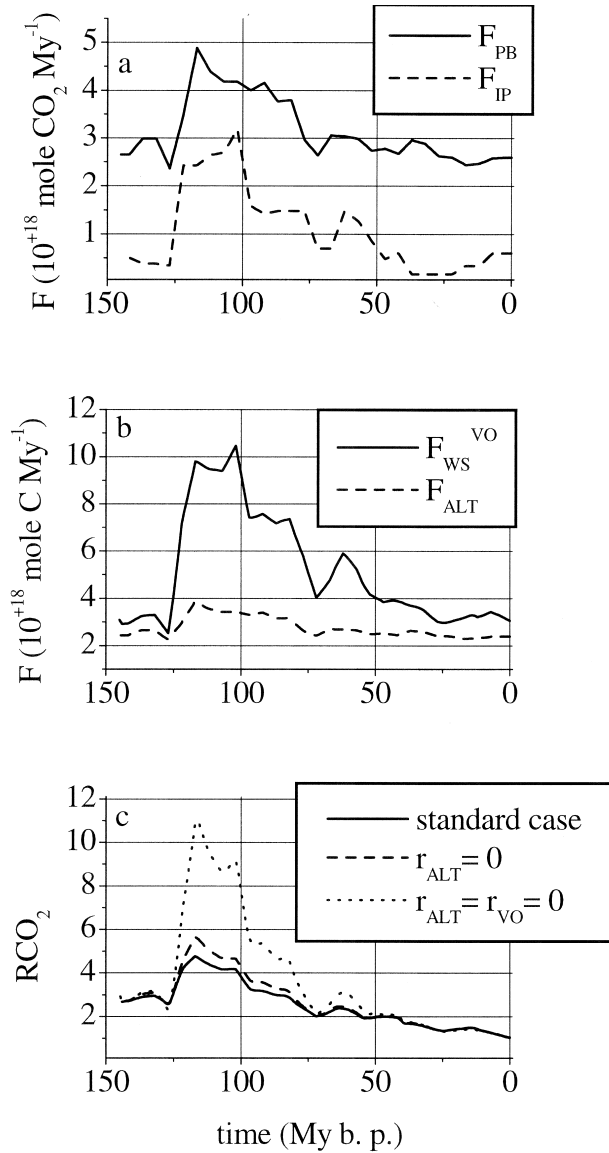 a
F_PB
F_IP
F (10^+18 mole CO_2 My^-1)
5
4
3
2
1
150
100
50
0
b
F_WS^VO
F_ALT
F (10^+18 mole C My^-1)
12
10
8
6
4
2
150
100
50
0
c
standard case
r_ALT = 0
r_ALT = r_VO = 0
RCO_2
12
10
8
6
4
2
150
100
50
0
time (My b. p.)